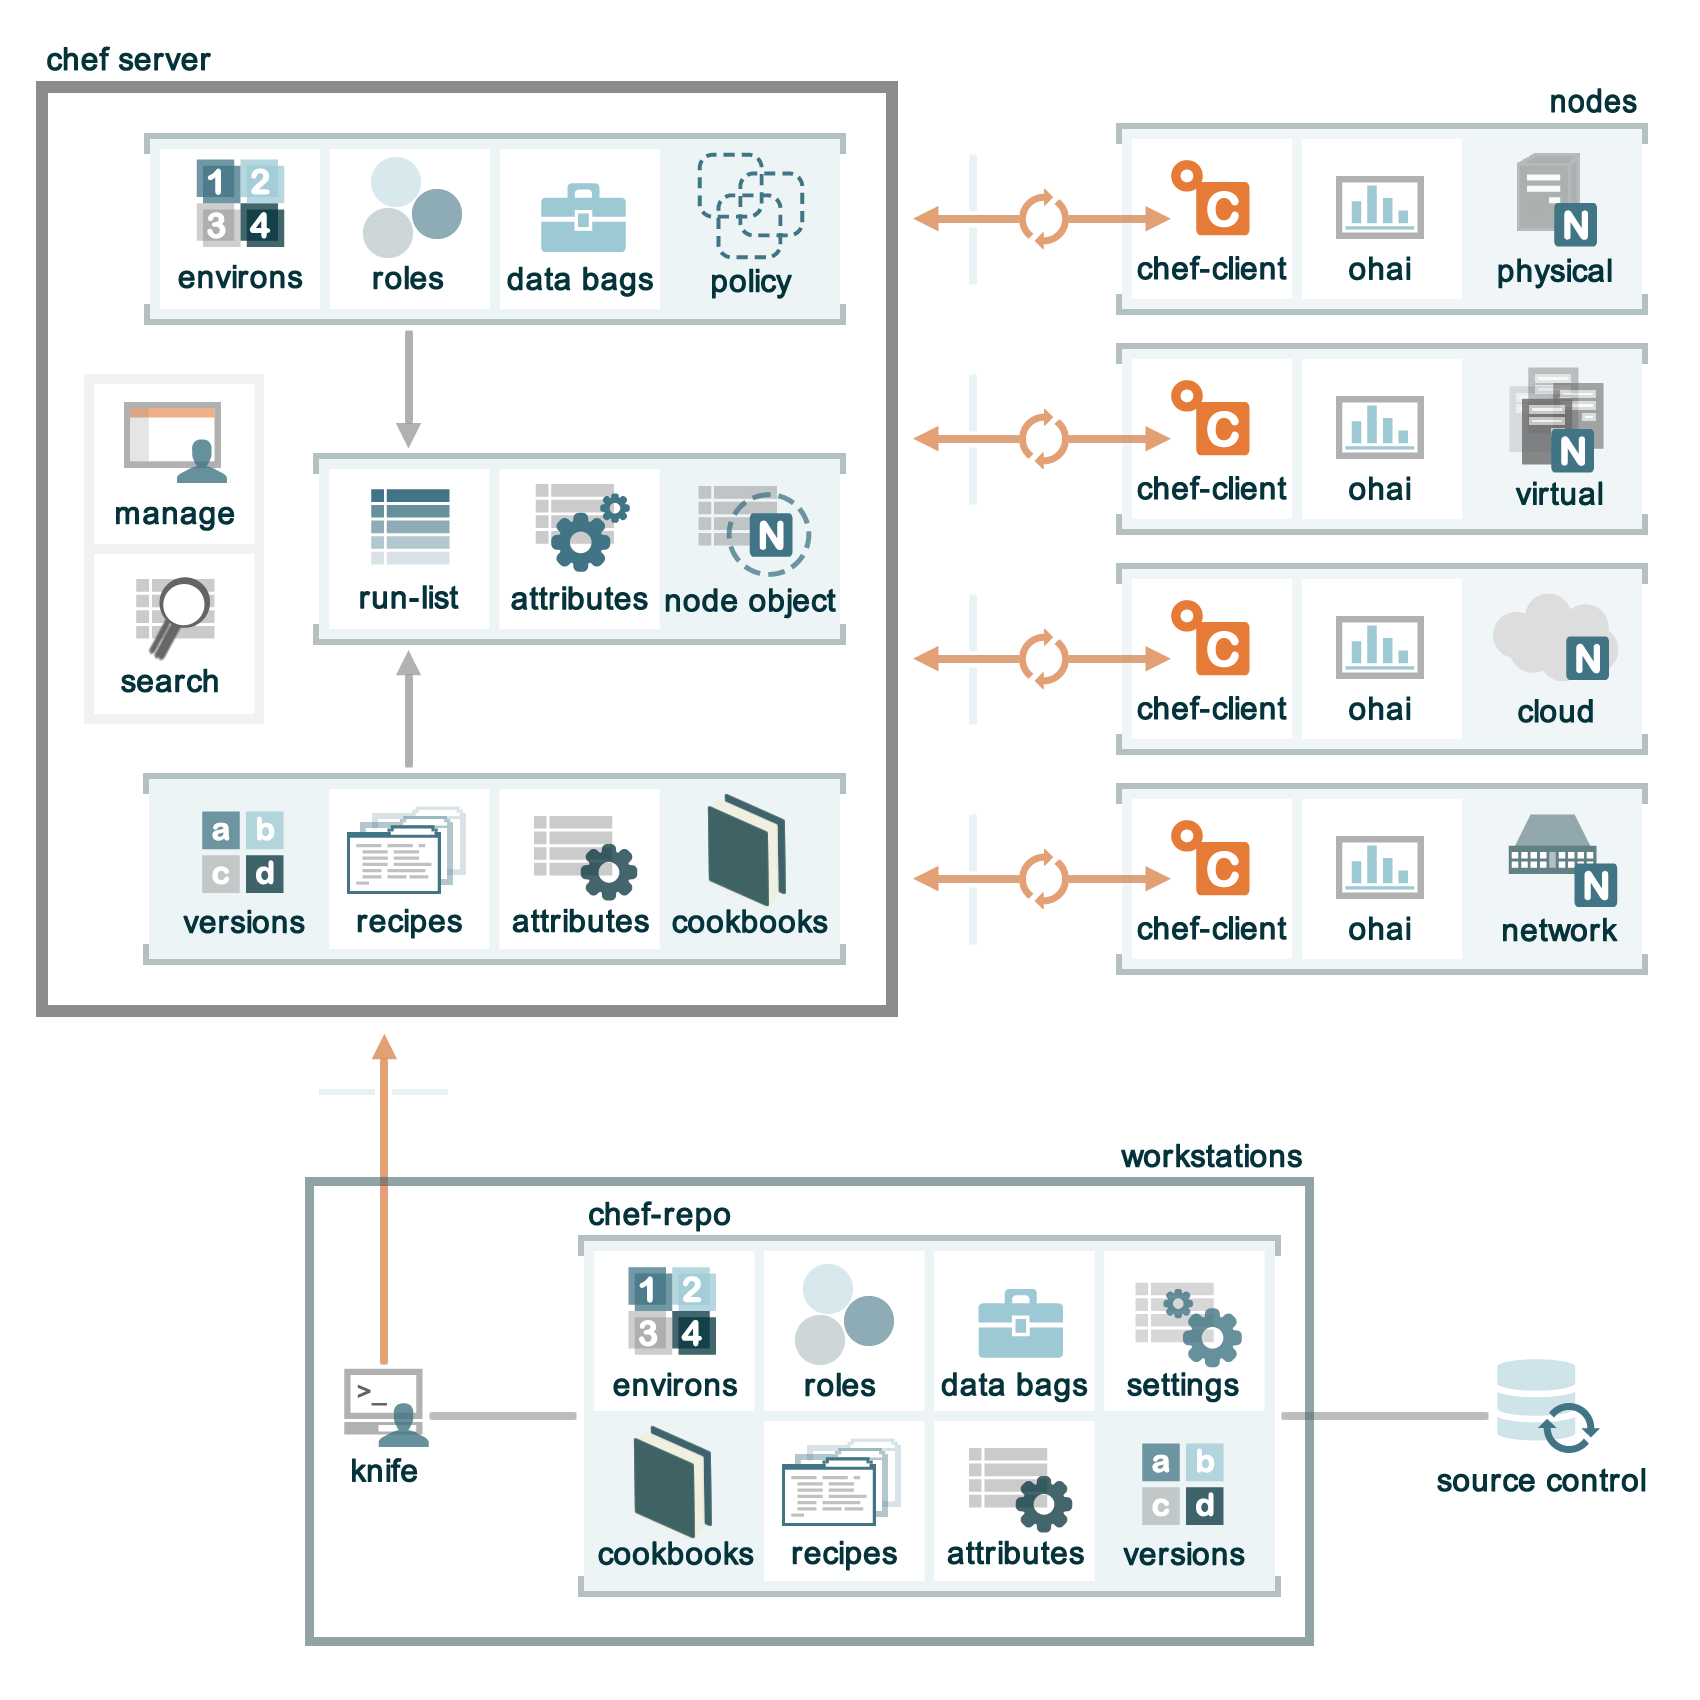 chef server
nodes
1 2
3 4
environs
roles
data bags
policy
manage
search
run-list
attributes
N
node object
a b
c d
versions
recipes
attributes
cookbooks
C
chef-client
ohai
N
physical
C
chef-client
ohai
N
virtual
C
chef-client
ohai
N
cloud
C
chef-client
ohai
N
network
workstations
chef-repo
1 2
3 4
environs
roles
data bags
settings
>_
knife
cookbooks
recipes
attributes
a b
c d
versions
source control